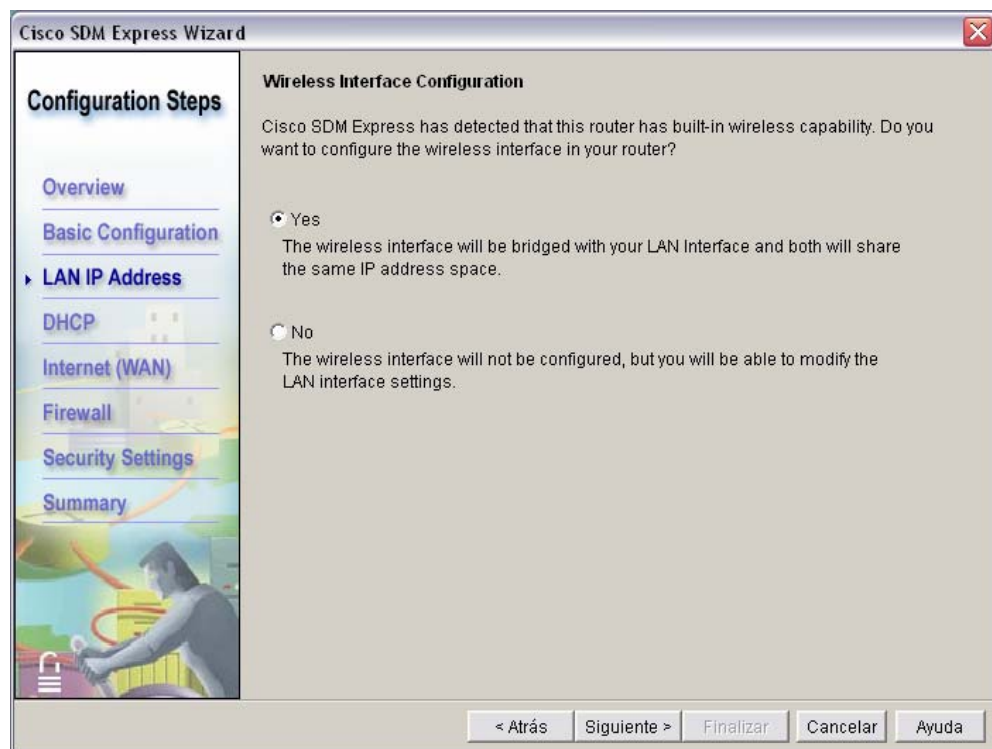 Cisco SDM Express Wizard
Configuration Steps
Overview
Basic Configuration
LAN IP Address
DHCP
Internet (WAN)
Firewall
Security Settings
Summary
Wireless Interface Configuration
Cisco SDM Express has detected that this router has built-in wireless capability. Do you
want to configure the wireless interface in your router?
Yes
The wireless interface will be bridged with your LAN Interface and both will share
the same IP address space.
No
The wireless interface will not be configured, but you will be able to modify the
LAN interface settings.
< Atrás
Siguiente >
Finalizar
Cancelar
Ayuda